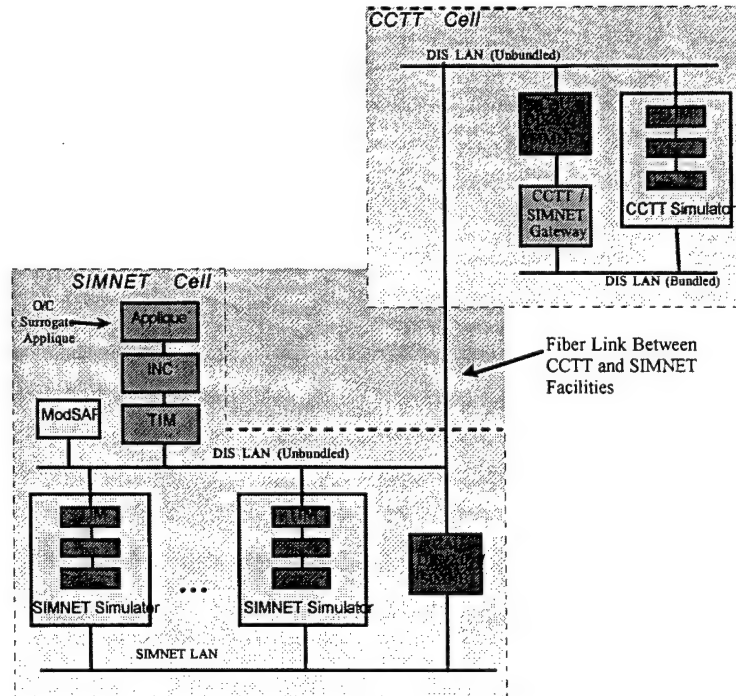 CCTT Cell
DIS LAN (Unbundled)
CCTT /
SIMNET
Gateway
CCTT Simulator
DIS LAN (Bundled)
SIMNET Cell
O/C
Surrogate
Applique
Applique
INC
TIM
ModSAF
Fiber Link Between
CCTT and SIMNET
Facilities
DIS LAN (Unbundled)
TIM
SIMNET Simulator
...
SIMNET Simulator
SIMNET LAN